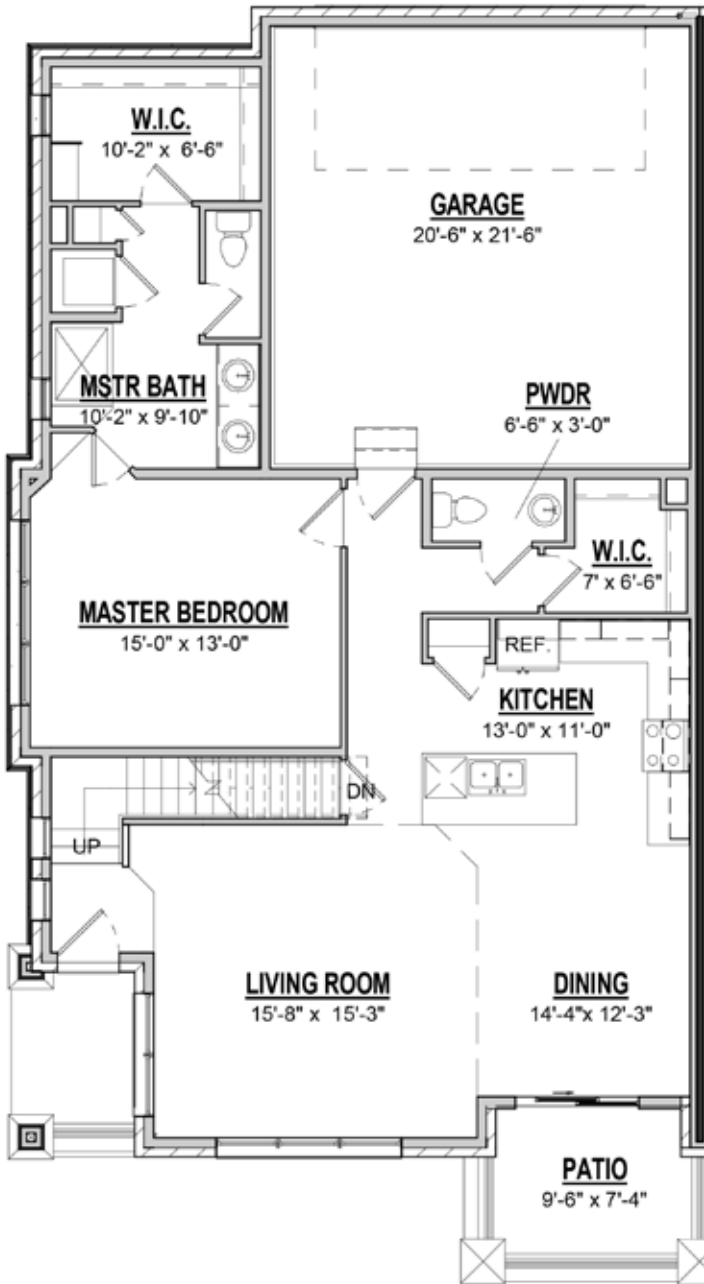 W.I.C.
10'-2" x 6'-6"
GARAGE
20'-6" x 21'-6"
MSTR BATH
10'-2" x 9'-10"
PWDR
6'-6" x 3'-0"
W.I.C.
7' x 6'-6"
MASTER BEDROOM
15'-0" x 13'-0"
REF.
KITCHEN
13'-0" x 11'-0"
DN
UP
LIVING ROOM
15'-8" x 15'-3"
DINING
14'-4"x 12'-3"
PATIO
9'-6" x 7'-4"